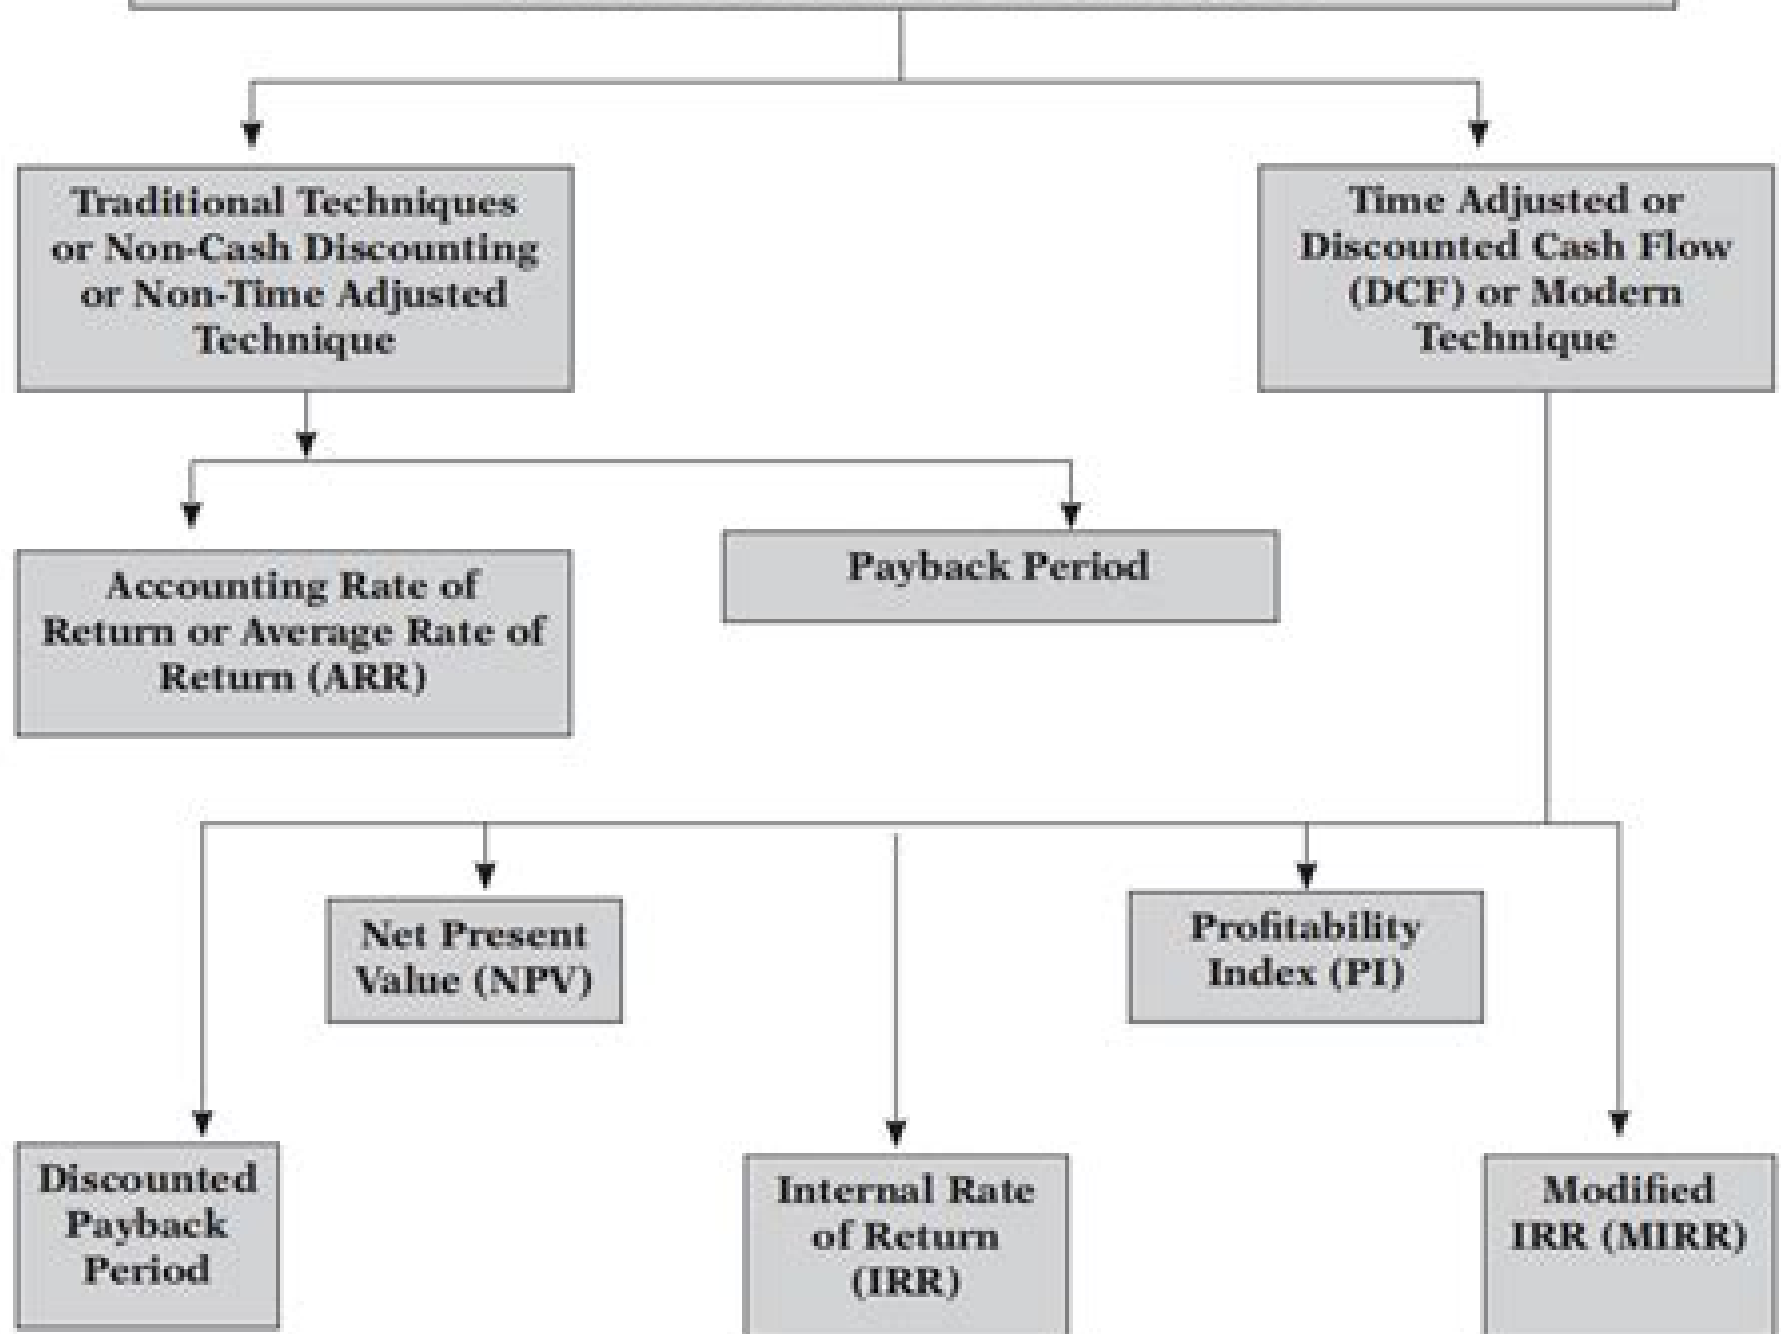 Traditional Techniques
or Non-Cash Discounting
or Non-Time Adjusted
Technique
Time Adjusted or
Discounted Cash Flow
(DCF) or Modern
Technique
Accounting Rate of
Return or Average Rate of
Return (ARR)
Payback Period
Net Present
Value (NPV)
Profitability
Index (PI)
Discounted
Payback
Period
Internal Rate
of Return
(IRR)
Modified
IRR (MIRR)